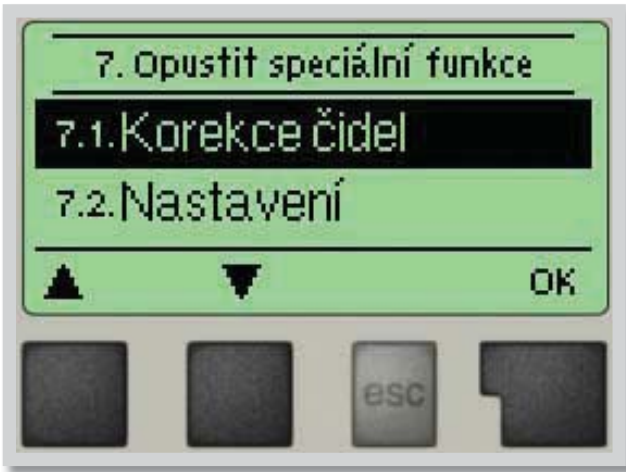 7. Opustit speciální funkce
7.1.Korekce čidel
7.2.Nastavení
OK
esc